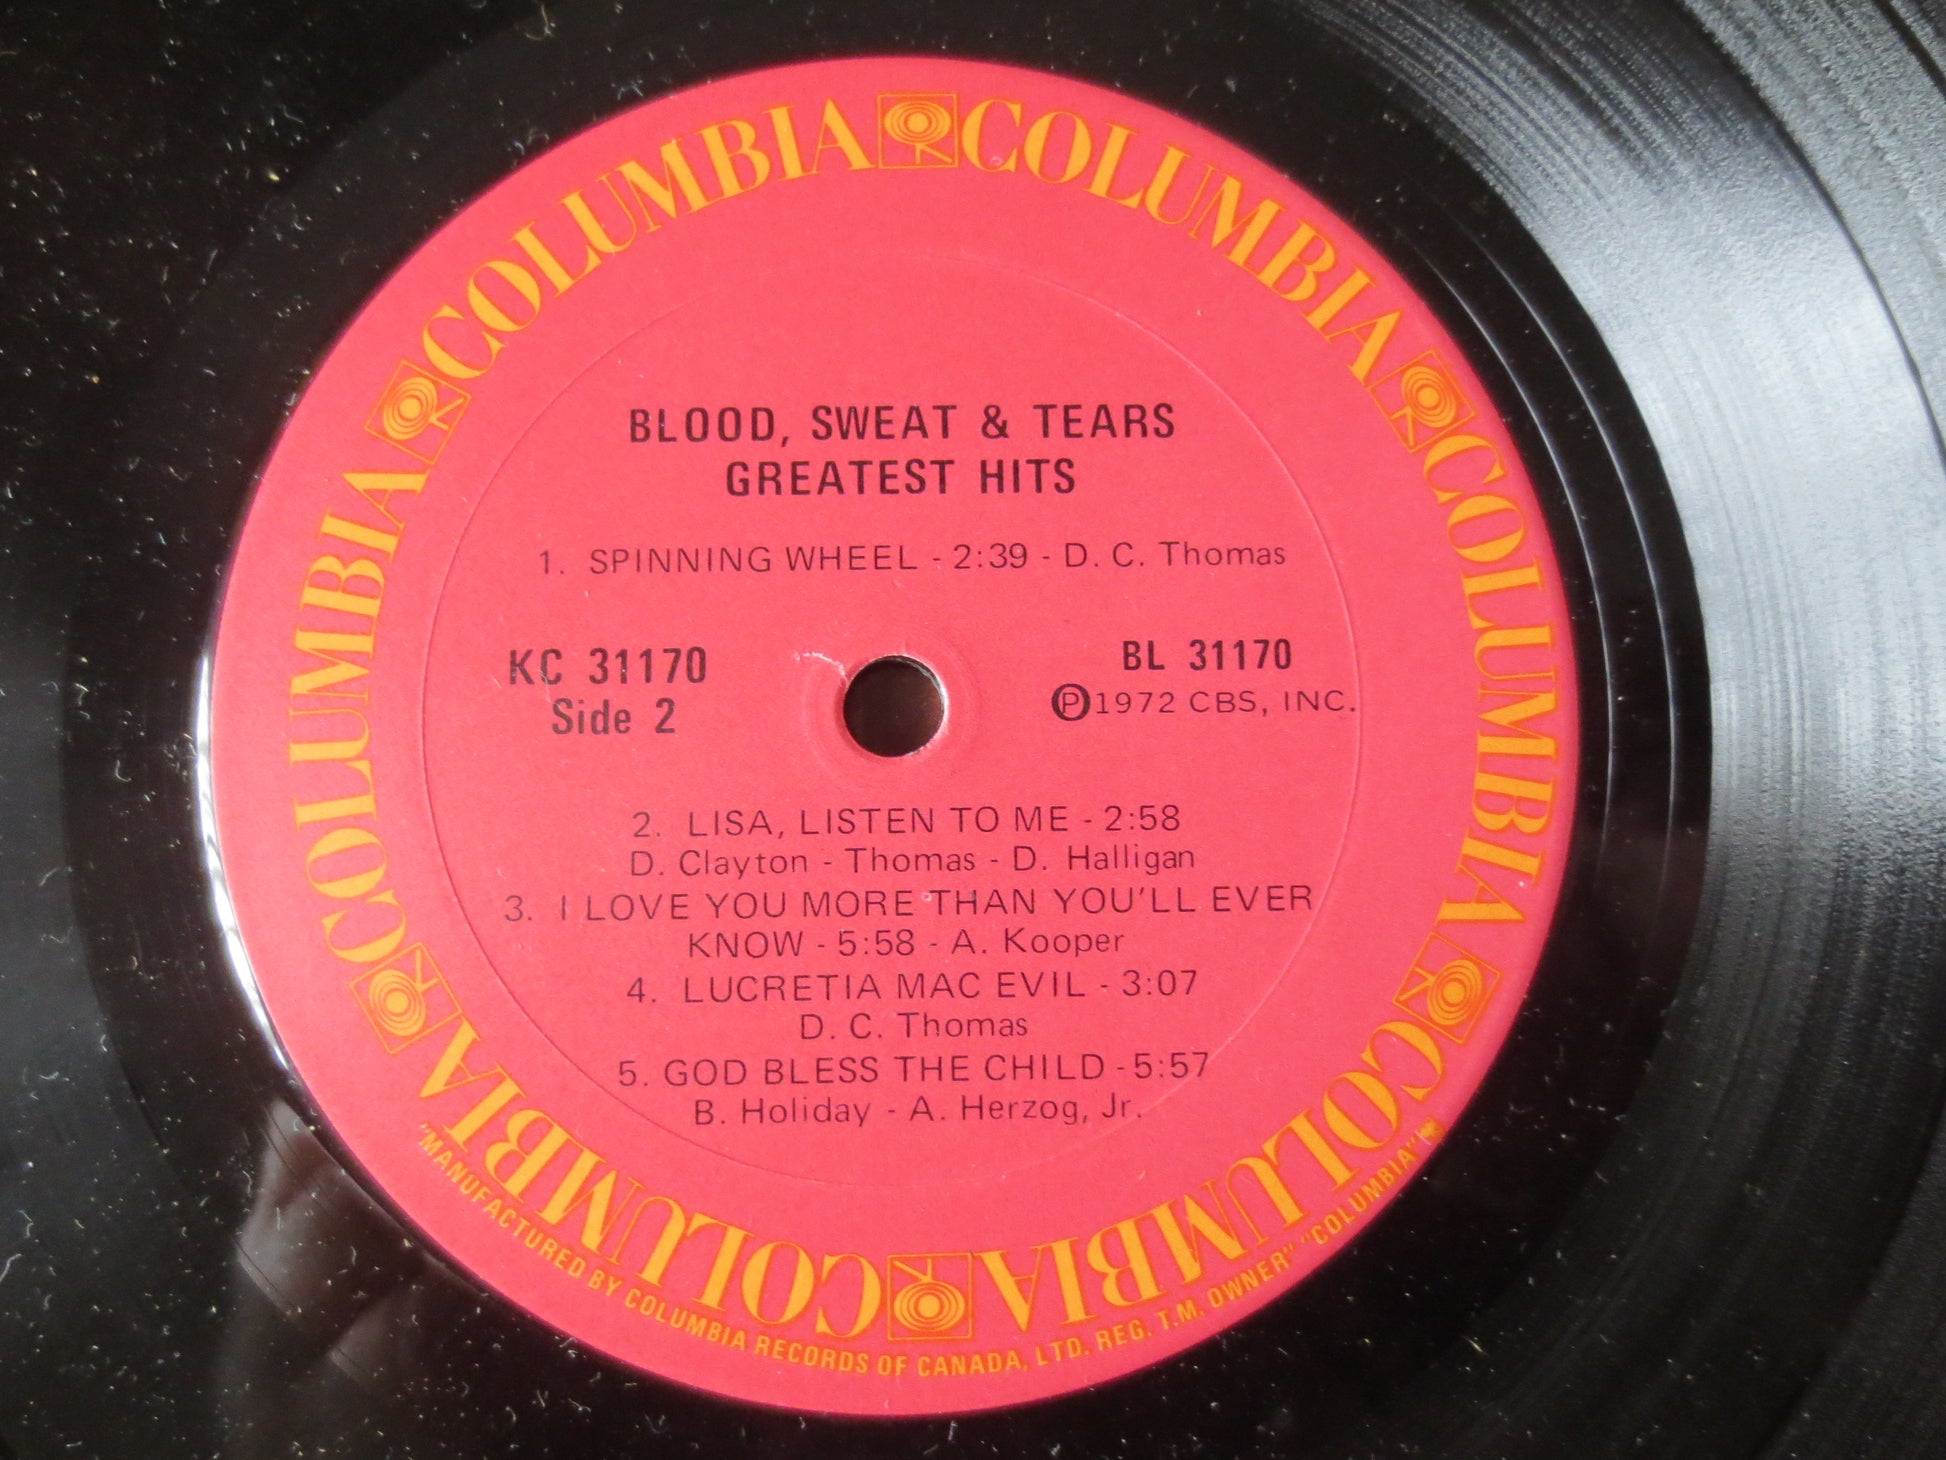 COLUMBIA COLUMBIA COLUMBIA COLUMBIA COLUMBIA COLUMBIA COLUMBIA COLUMBIA
BLOOD, SWEAT & TEARS
GREATEST HITS
1. SPINNING WHEEL - 2:39 - D. C. Thomas
KC 31170
Side 2
BL 31170
Ⓟ1972 CBS, INC.
2. LISA, LISTEN TO ME - 2:58
D. Clayton - Thomas - D. Halligan
3. I LOVE YOU MORE THAN YOU'LL EVER
KNOW - 5:58 - A. Kooper
4. LUCRETIA MAC EVIL - 3:07
D. C. Thomas
5. GOD BLESS THE CHILD - 5:57
B. Holiday - A. Herzog, Jr.
"MANUFACTURED BY COLUMBIA RECORDS OF CANADA, LTD. REG. T.M. OWNER" "COLUMBIA"